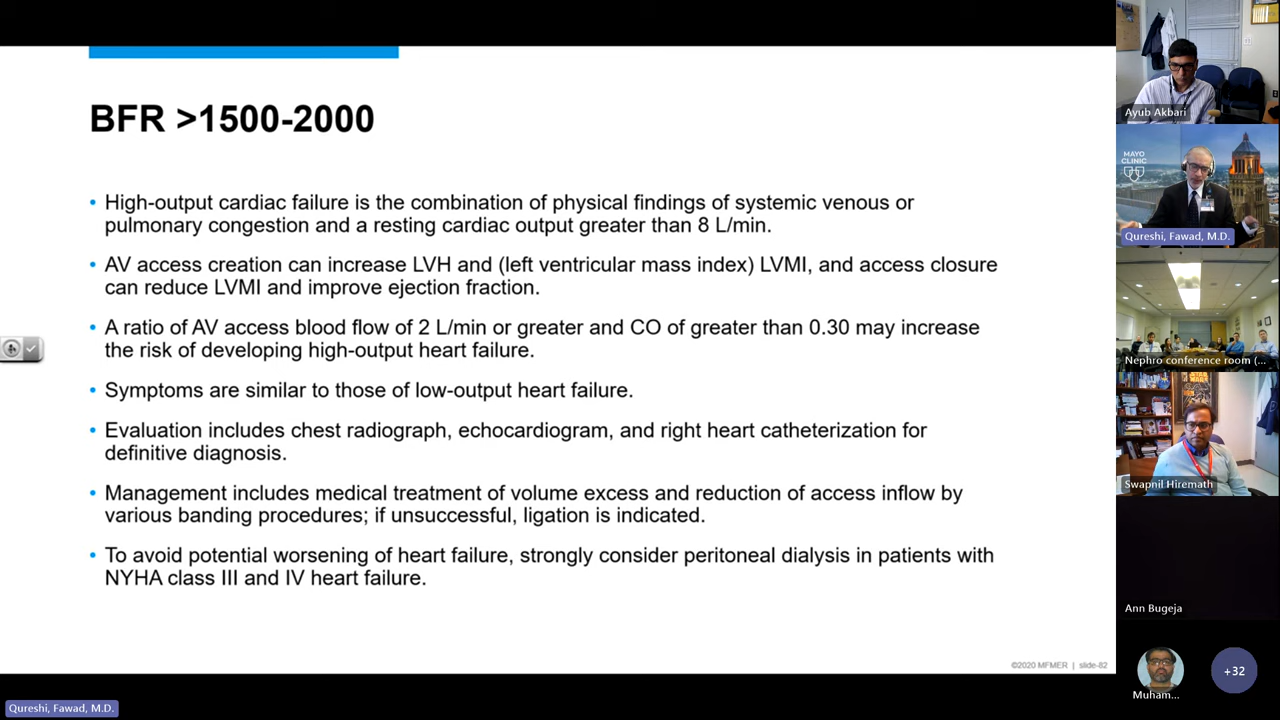 BFR >1500-2000
• High-output cardiac failure is the combination of physical findings of systemic venous or
pulmonary congestion and a resting cardiac output greater than 8 L/min.
• AV access creation can increase LVH and (left ventricular mass index) LVMI, and access closure
can reduce LVMI and improve ejection fraction.
• A ratio of AV access blood flow of 2 L/min or greater and CO of greater than 0.30 may increase
the risk of developing high-output heart failure.
• Symptoms are similar to those of low-output heart failure.
• Evaluation includes chest radiograph, echocardiogram, and right heart catheterization for
definitive diagnosis.
• Management includes medical treatment of volume excess and reduction of access inflow by
various banding procedures; if unsuccessful, ligation is indicated.
• To avoid potential worsening of heart failure, strongly consider peritoneal dialysis in patients with
NYHA class III and IV heart failure.
©2020 MFMER | slide-82
Qureshi, Fawad, M.D.
Ayub Akbari
MAYO
CLINIC
Qureshi, Fawad, M.D.
Nephro conference room (...
Swapnil Hiremath
Ann Bugeja
Muham...
+32